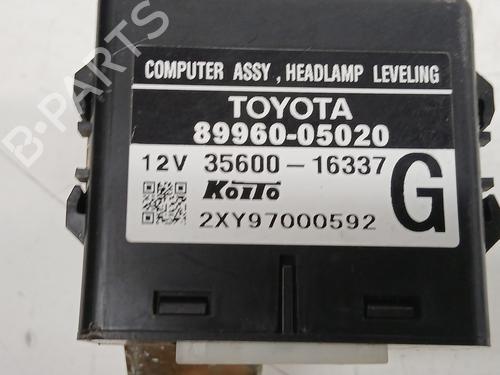 COMPUTER ASSY , HEADLAMP LEVELING
TOYOTA
89960-05020
12V 35600-16337
KOITO
G
2XY97000592
B-PARTS